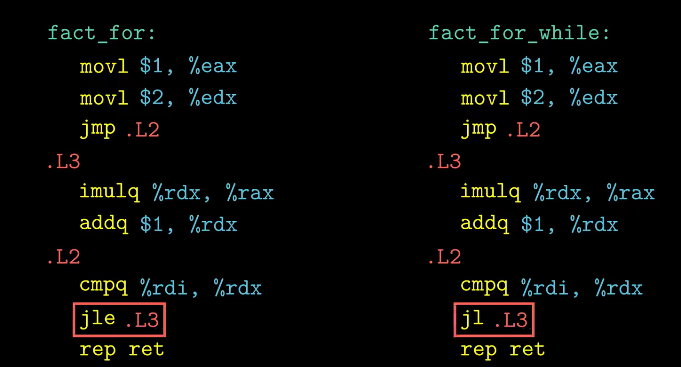 fact_for:
movl $1, %eax
movl $2, %edx
jmp .L2
.L3
imulq %rdx, %rax
addq $1, %rdx
.L2
cmpq %rdi, %rdx
jle .L3
rep ret
fact_for_while:
movl $1, %eax
movl $2, %edx
jmp .L2
.L3
imulq %rdx, %rax
addq $1, %rdx
.L2
cmpq %rdi, %rdx
jl .L3
rep ret